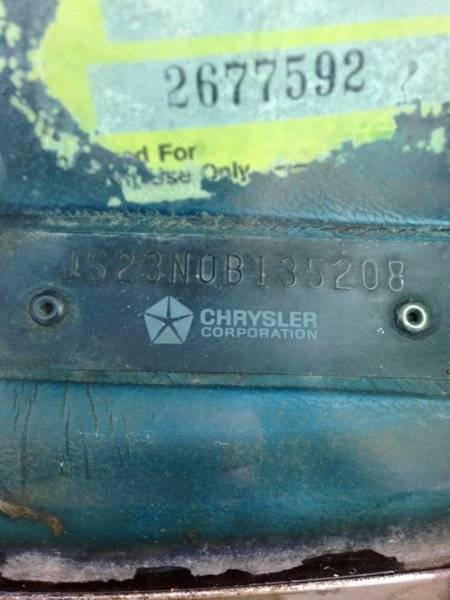 2677592
d For
Only
JS23N0B135208
CHRYSLER
CORPORATION